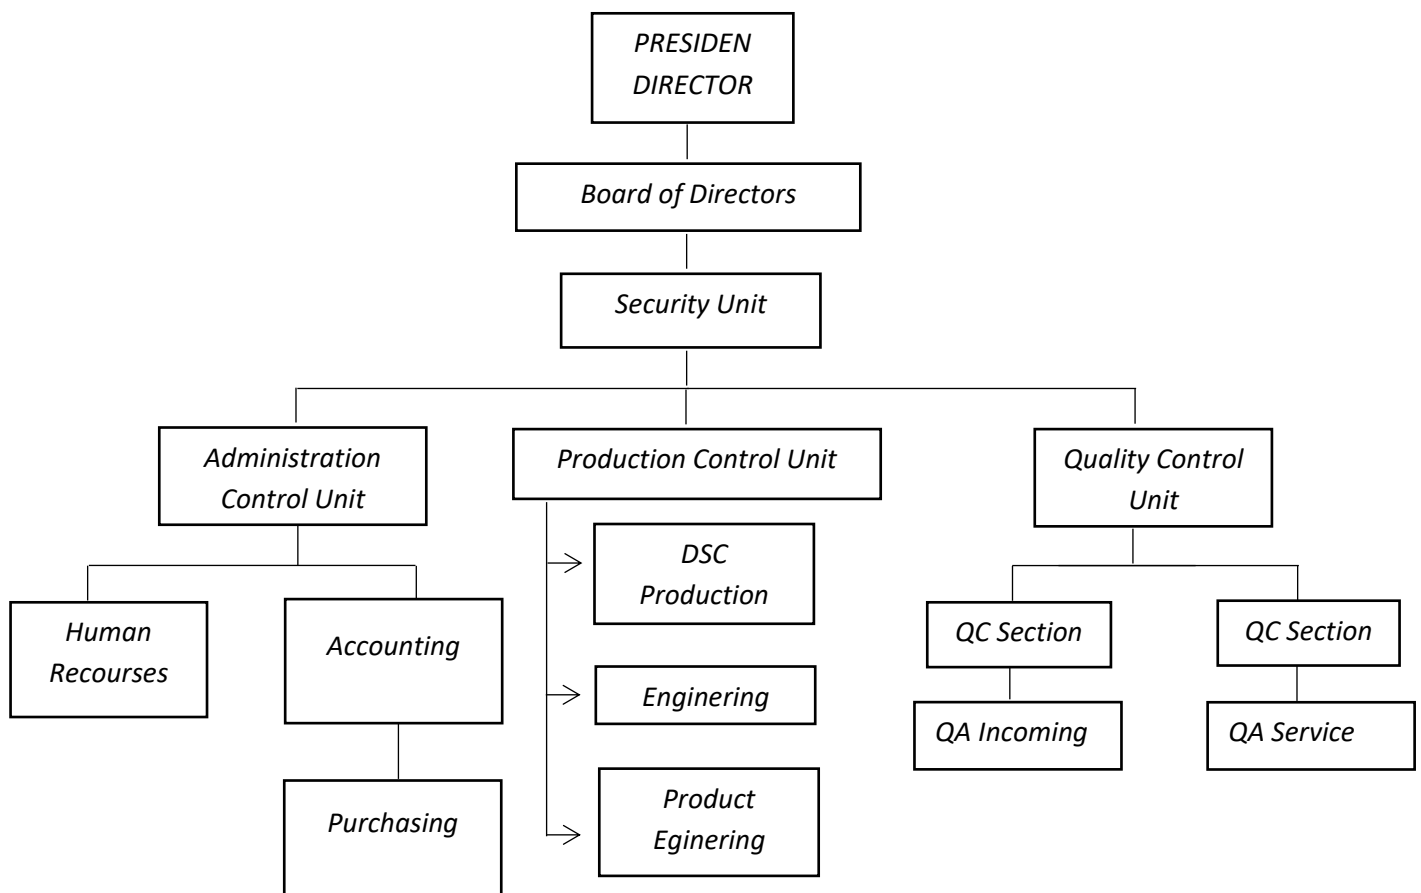 PRESIDEN
DIRECTOR
Board of Directors
Security Unit
Administration
Control Unit
Production Control Unit
Quality Control
Unit
DSC
Production
Human
Recourses
Accounting
QC Section
QC Section
Enginering
QA Incoming
QA Service
Product
Eginering
Purchasing